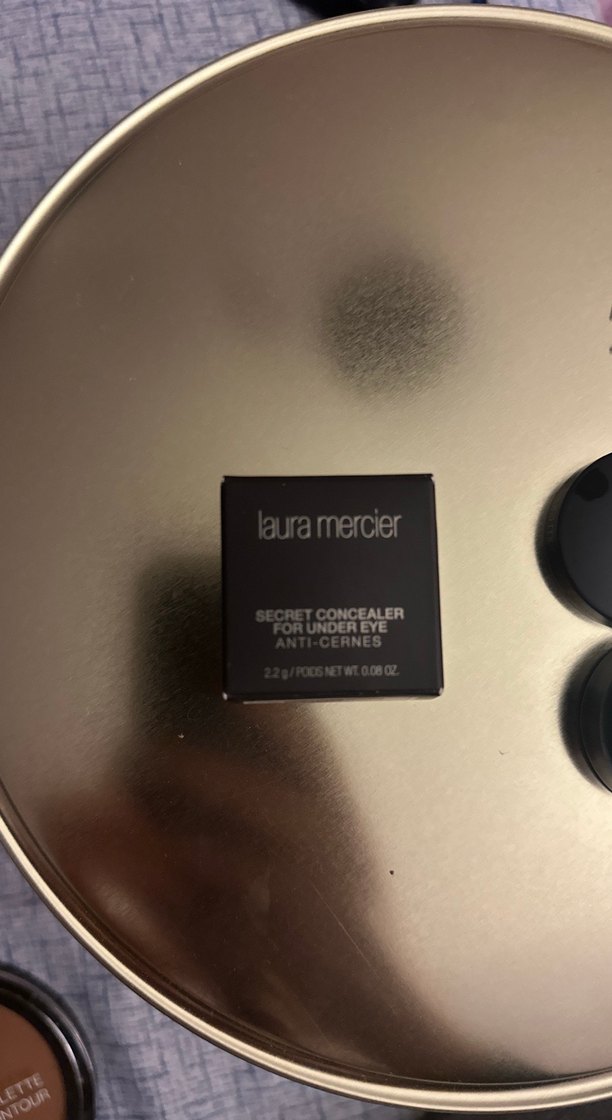 laura mercier
SECRET CONCEALER
FOR UNDER EYE
ANTI-CERNES
2.2 g / POIDS NET WT. 0.08 OZ.